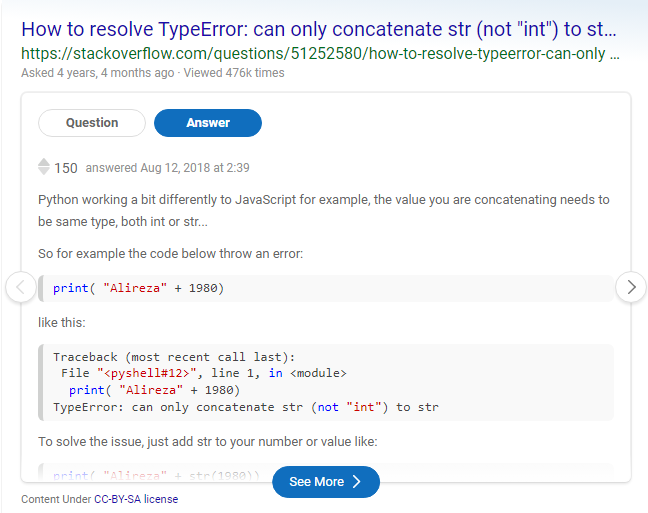 How to resolve TypeError: can only concatenate str (not "int") to st...
https://stackoverflow.com/questions/51252580/how-to-resolve-typeerror-can-only ...
Asked 4 years, 4 months ago · Viewed 476k times
Question Answer
150 answered Aug 12, 2018 at 2:39
Python working a bit differently to JavaScript for example, the value you are concatenating needs to
be same type, both int or str...
So for example the code below throw an error:
print( "Alireza" + 1980)
like this:
Traceback (most recent call last):
File "<pyshell#12>", line 1, in <module>
print( "Alireza" + 1980)
TypeError: can only concatenate str (not "int") to str
To solve the issue, just add str to your number or value like:
print( "Alireza" + str(1980))
See More
Content Under CC-BY-SA license